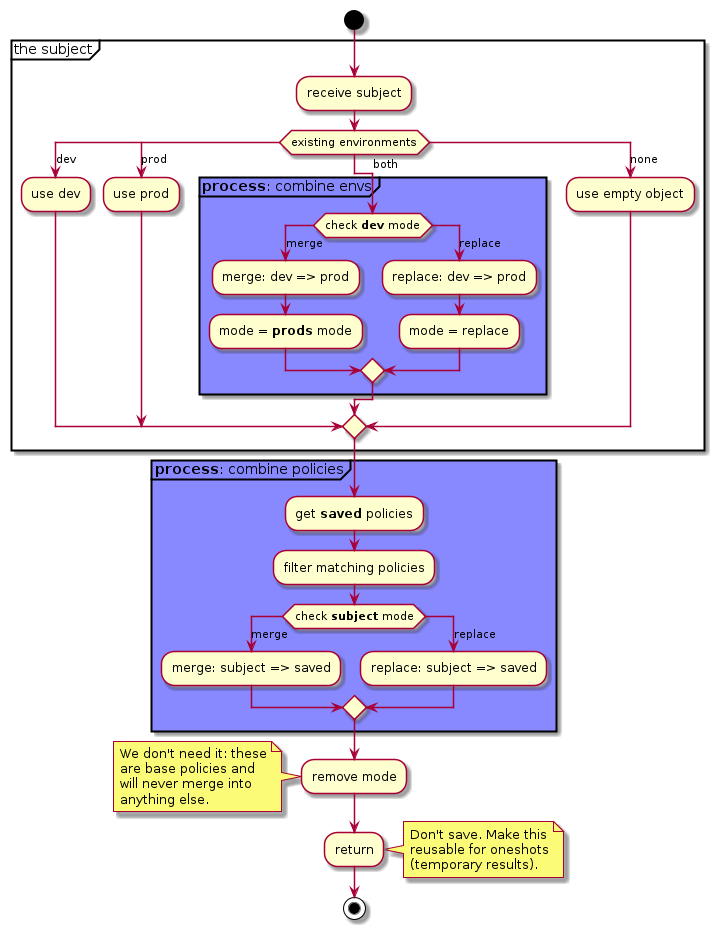 the subject
receive subject
existing environments
dev
prod
both
none
use dev
use prod
process: combine envs
use empty object
check dev mode
merge
replace
merge: dev => prod
replace: dev => prod
mode = prods mode
mode = replace
process: combine policies
get saved policies
filter matching policies
check subject mode
merge
replace
merge: subject => saved
replace: subject => saved
We don't need it: these
are base policies and
will never merge into
anything else.
remove mode
return
Don't save. Make this
reusable for oneshots
(temporary results).